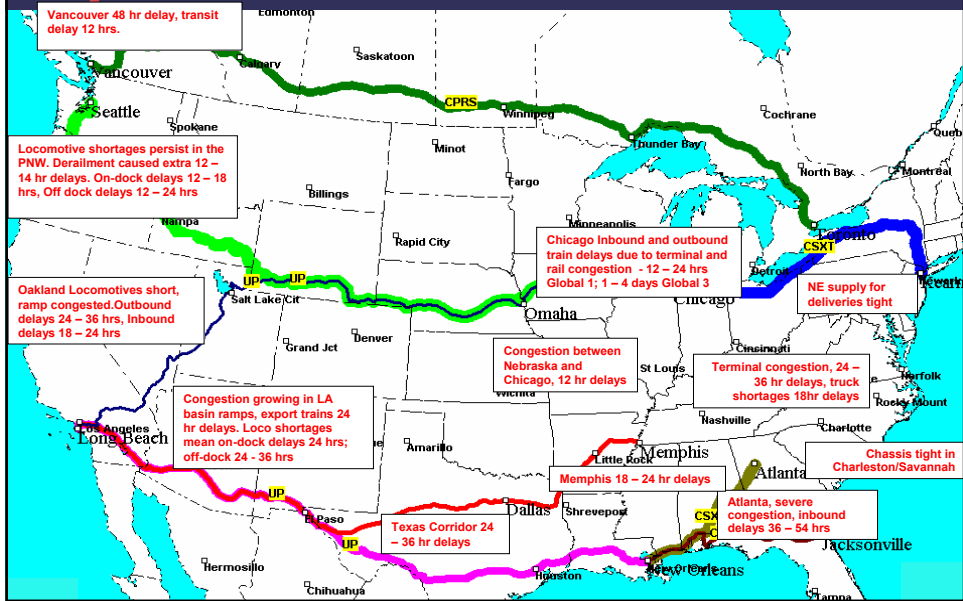 Vancouver 48 hr delay, transit
delay 12 hrs.
Edmonton
Saskatoon
Calgary
Vancouver
CPRS
Winnipeg
Cochrane
Seattle
Spokane
Thunder Bay
Minot
Fargo
North Bay
Montreal
Locomotive shortages persist in the
PNW. Derailment caused extra 12 –
14 hr delays. On-dock delays 12 – 18
hrs, Off dock delays 12 – 24 hrs
Billings
Minneapolis
Nampa
Rapid City
Toronto
CSXT
Chicago Inbound and outbound
train delays due to terminal and
rail congestion - 12 – 24 hrs
Global 1; 1 – 4 days Global 3
Detroit
Chicago
Newark
NE supply for
deliveries tight
UP
UP
Salt Lake Cit
Omaha
Oakland Locomotives short,
ramp congested.Outbound
delays 24 – 36 hrs, Inbound
delays 18 – 24 hrs
Grand Jct
Denver
Cincinnati
Congestion between
Nebraska and
Chicago, 12 hr delays
St Louis
Wichita
Terminal congestion, 24 –
36 hr delays, truck
shortages 18hr delays
Norfolk
Rocky Mount
Nashville
Charlotte
Congestion growing in LA
basin ramps, export trains 24
hr delays. Loco shortages
mean on-dock delays 24 hrs;
off-dock 24 - 36 hrs
Los Angeles
Long Beach
Amarillo
Little Rock
Memphis
Atlanta
Chassis tight in
Charleston/Savannah
Memphis 18 – 24 hr delays
UP
El Paso
Dallas
Shreveport
Atlanta, severe
congestion, inbound
delays 36 – 54 hrs
CSX
Texas Corridor 24
– 36 hr delays
UP
Jacksonville
Hermosillo
Houston
New Orleans
New Orleans
Chihuahua
Tampa